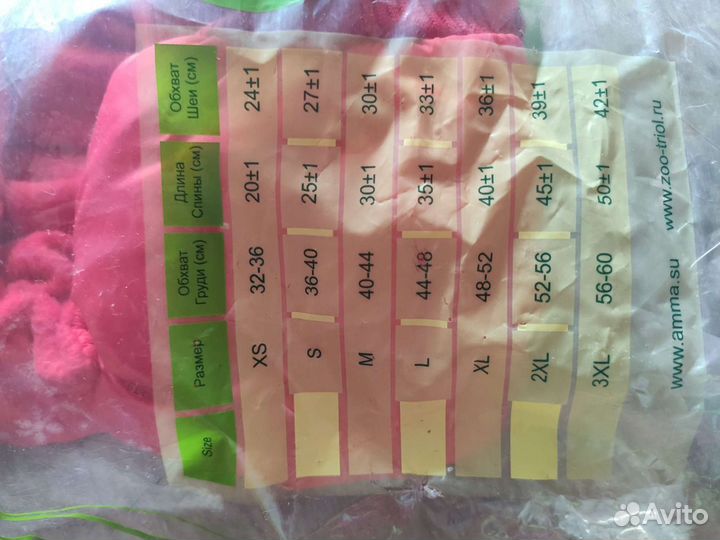 Size Размер Обхват Груди (см) Длина Спины (см) Обхват Шеи (см)
XS 32-36 20±1 24±1
S 36-40 25±1 27±1
M 40-44 30±1 30±1
L 44-48 35±1 33±1
XL 48-52 40±1 36±1
2XL 52-56 45±1 39±1
3XL 56-60 50±1 42±1
www.amma.su www.zoo-triol.ru
Avito